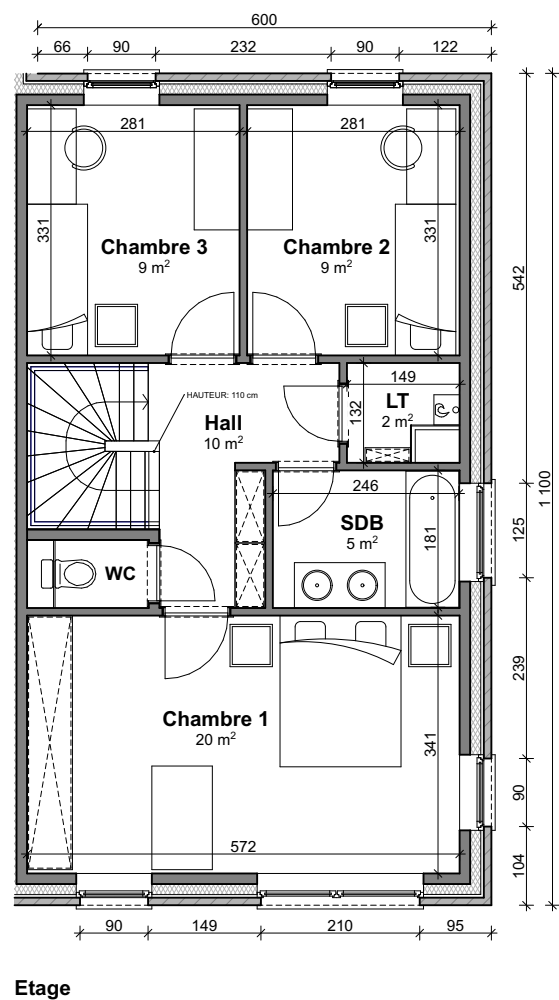 600
66 90 232 90 122
281 281
331 331
Chambre 3 Chambre 2
9 m² 9 m²
542
HAUTEUR: 110 cm
149
LT
2 m²
132
Hall
10 m²
1 100
246
SDB
5 m²
181
125
WC
239
Chambre 1
20 m²
341
90
572
104
90 149 210 95
Etage